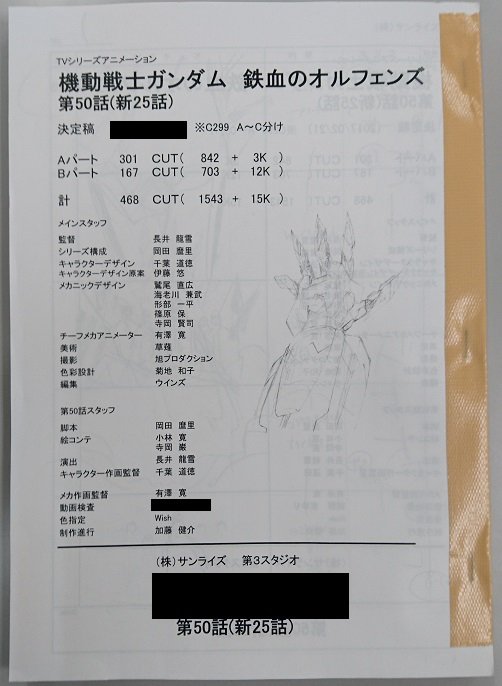 TVシリーズアニメーション
機動戦士ガンダム 鉄血のオルフェンズ
第50話(新25話)
決定稿 ※C299 A～C分け
Aパート 301 CUT( 842 + 3K )
Bパート 167 CUT( 703 + 12K )
計 468 CUT( 1543 + 15K )
メインスタッフ
監督 長井 龍雪
シリーズ構成 岡田 麿里
キャラクターデザイン 千葉 道徳
キャラクターデザイン原案 伊藤 悠
メカニックデザイン 鷲尾 直広
海老川 兼武
形部 一平
篠原 保
寺岡 賢司
チーフメカアニメーター 有澤 寛
美術 草薙
撮影 旭プロダクション
色彩設計 菊地 和子
編集 ウインズ
第50話スタッフ
脚本 岡田 麿里
絵コンテ 小林 寛
寺岡 巌
演出 長井 龍雪
キャラクター作画監督 千葉 道徳
メカ作画監督 有澤 寛
動画検査
色指定 Wish
制作進行 加藤 健介
(株)サンライズ 第3スタジオ
第50話(新25話)